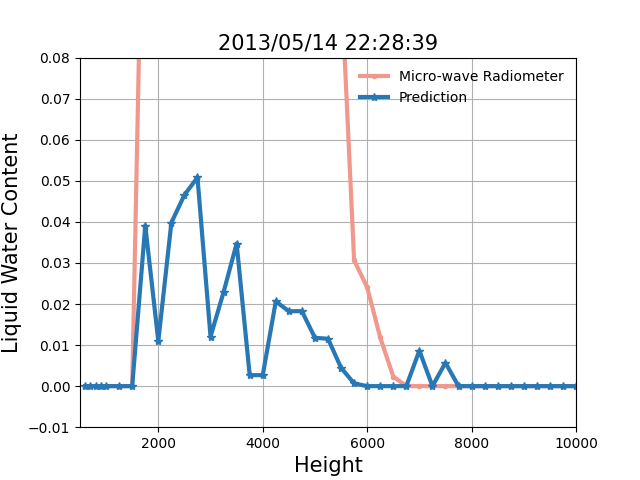 2013/05/14 22:28:39
Micro-wave Radiometer
Prediction
Liquid Water Content
0.08
0.07
0.06
0.05
0.04
0.03
0.02
0.01
0.00
−0.01
2000 4000 6000 8000 10000
Height